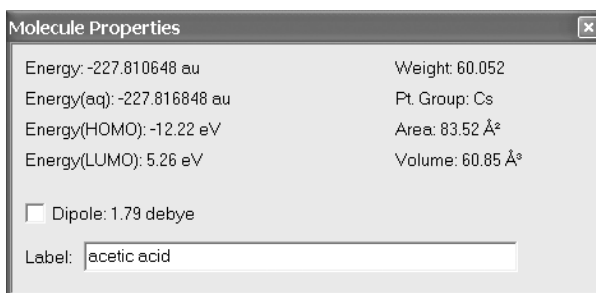 Molecule Properties
Energy: -227.810648 au
Weight: 60.052
Energy(aq): -227.816848 au
Pt. Group: Cs
Energy(HOMO): -12.22 eV
Area: 83.52 Å²
Energy(LUMO): 5.26 eV
Volume: 60.85 Å³
Dipole: 1.79 debye
Label: acetic acid